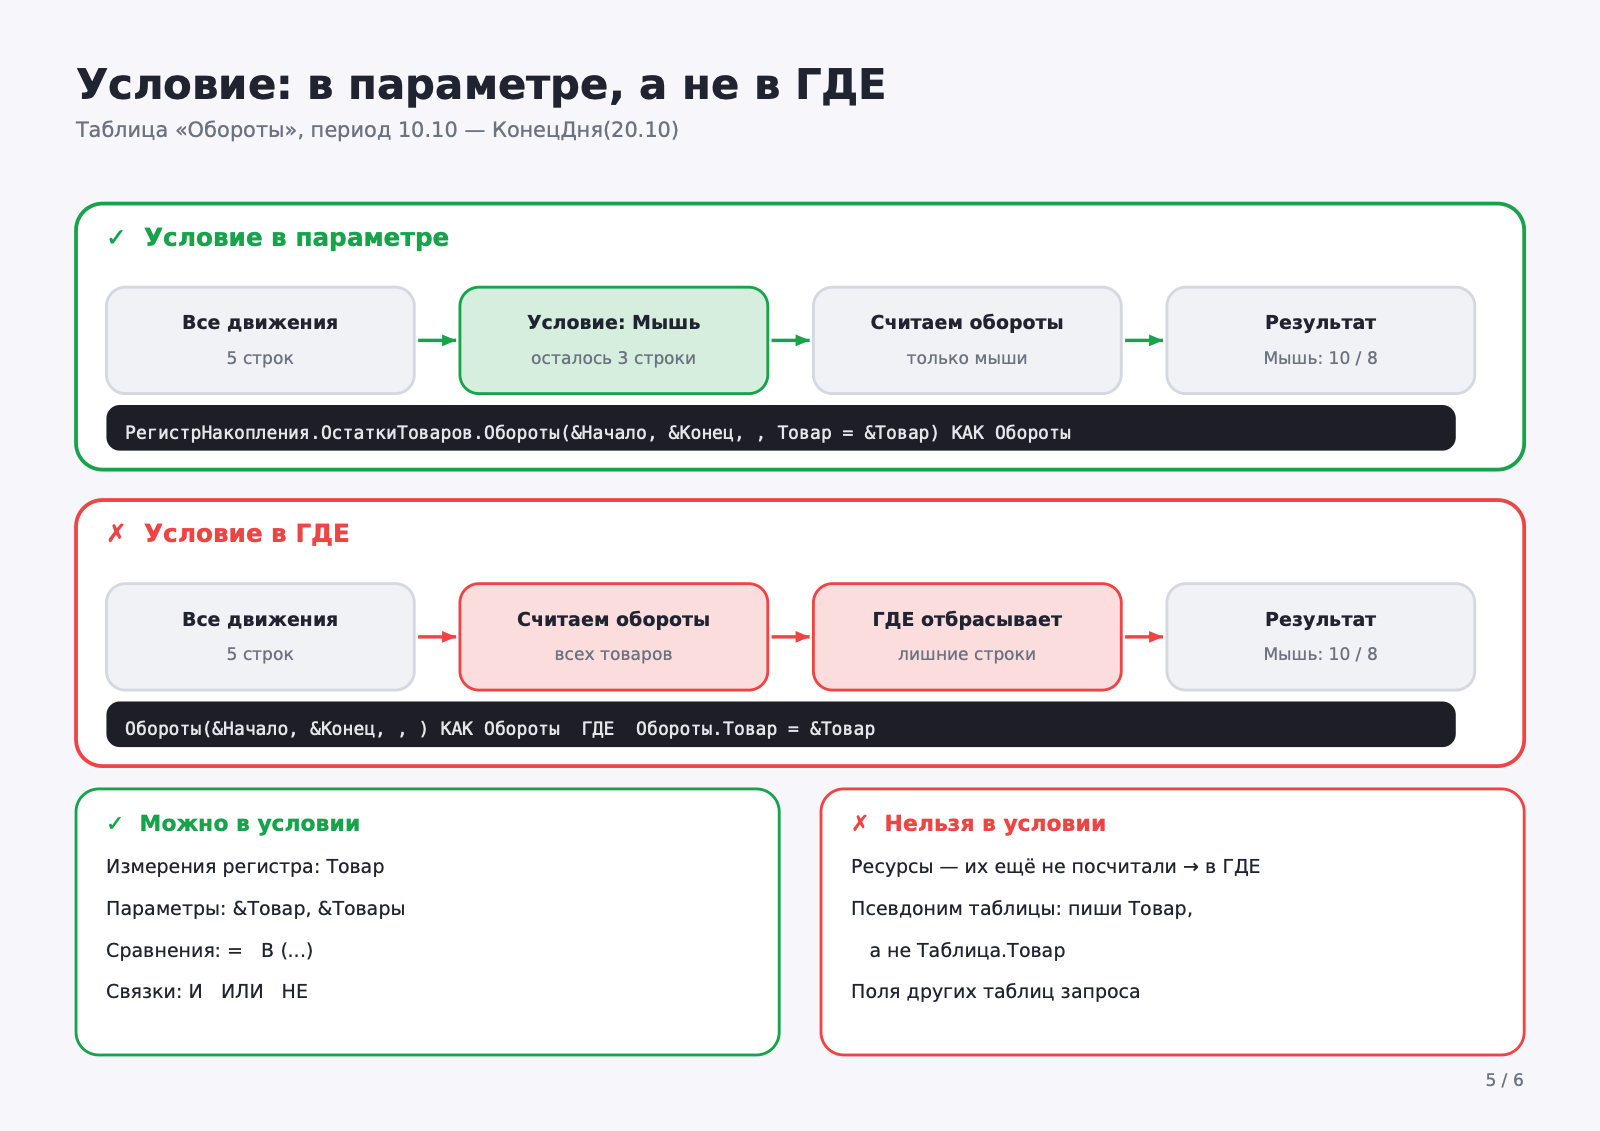 Условие: в параметре, а не в ГДЕ
Таблица «Обороты», период 10.10 — КонецДня(20.10)
✓ Условие в параметре
Все движения
5 строк
Условие: Мышь
осталось 3 строки
Считаем обороты
только мыши
Результат
Мышь: 10 / 8
РегистрНакопления.ОстаткиТоваров.Обороты(&Начало, &Конец, , Товар = &Товар) КАК Обороты
✗ Условие в ГДЕ
Все движения
5 строк
Считаем обороты
всех товаров
ГДЕ отбрасывает
лишние строки
Результат
Мышь: 10 / 8
Обороты(&Начало, &Конец, , ) КАК Обороты  ГДЕ  Обороты.Товар = &Товар
✓ Можно в условии
Измерения регистра: Товар
Параметры: &Товар, &Товары
Сравнения: =   В (...)
Связки: И   ИЛИ   НЕ
✗ Нельзя в условии
Ресурсы — их ещё не посчитали → в ГДЕ
Псевдоним таблицы: пиши Товар,
а не Таблица.Товар
Поля других таблиц запроса
5 / 6